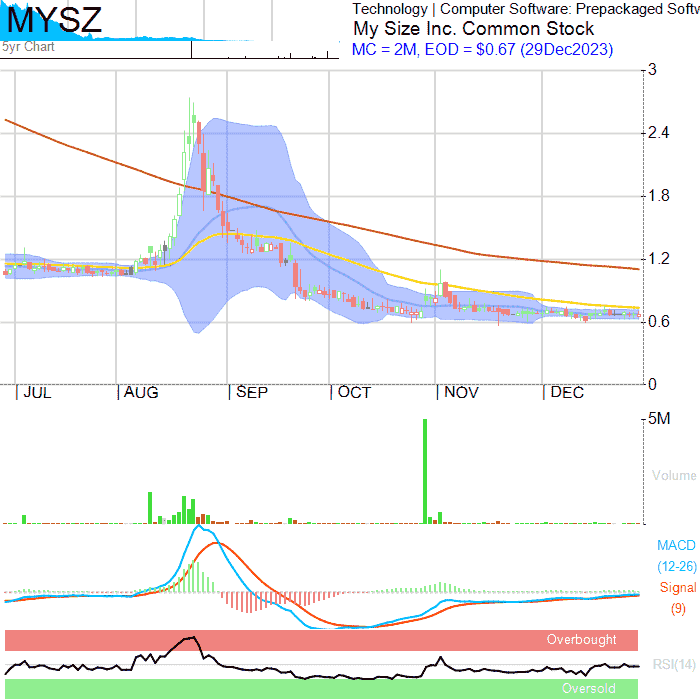 MYSZ
Technology | Computer Software: Prepackaged Softw
My Size Inc. Common Stock
5yr Chart
MC = 2M, EOD = $0.67 (29Dec2023)
3
2.4
1.8
1.2
0.6
0
JUL AUG SEP OCT NOV DEC
5M
Volume
MACD
(12-26)
Signal
(9)
Overbought
RSI(14)
Oversold